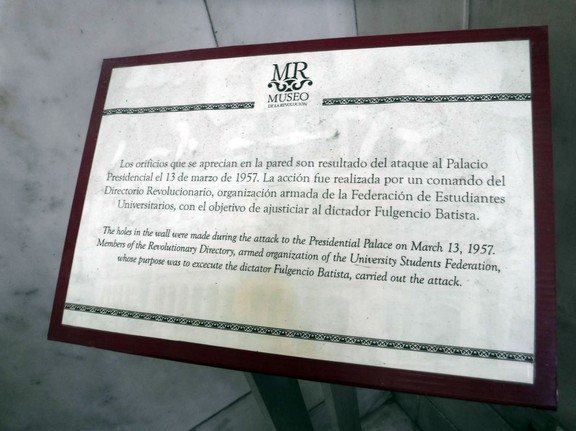 MR
MUSEO
DE LA REVOLUCIÓN
Los orificios que se aprecian en la pared son resultado del ataque al Palacio
Presidencial el 13 de marzo de 1957. La acción fue realizada por un comando del
Directorio Revolucionario, organización armada de la Federación de Estudiantes
Universitarios, con el objetivo de ajusticiar al dictador Fulgencio Batista.
The holes in the wall were made during the attack to the Presidential Palace on March 13, 1957.
Members of the Revolutionary Directory, armed organization of the University Students Federation,
whose purpose was to excecute the dictator Fulgencio Batista, carried out the attack.